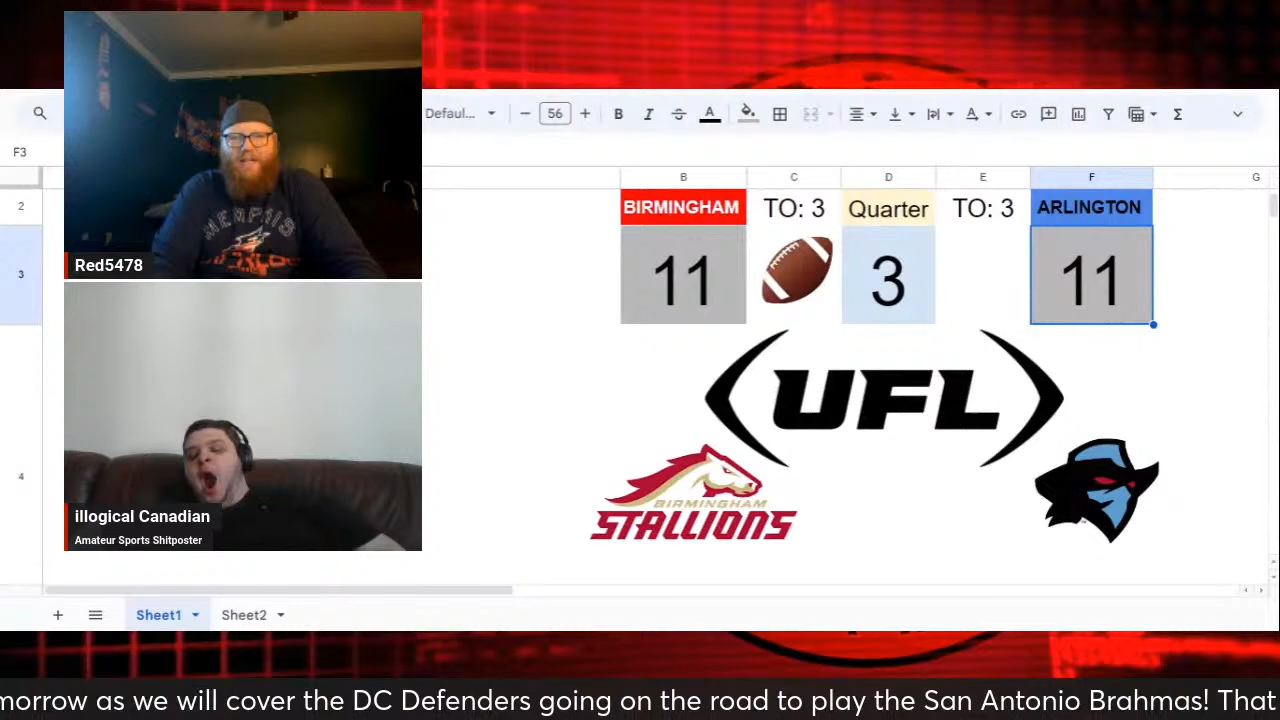 Defaul...
56
B
I
A
F3
B
C
D
E
F
G
2
BIRMINGHAM
TO: 3
Quarter
TO: 3
ARLINGTON
3
11
3
11
MEMPHIS
Red5478
UFL
4
BIRMINGHAM
STALLIONS
illogical Canadian
Amateur Sports Shitposter
Sheet1
Sheet2
morrow as we will cover the DC Defenders going on the road to play the San Antonio Brahmas! That